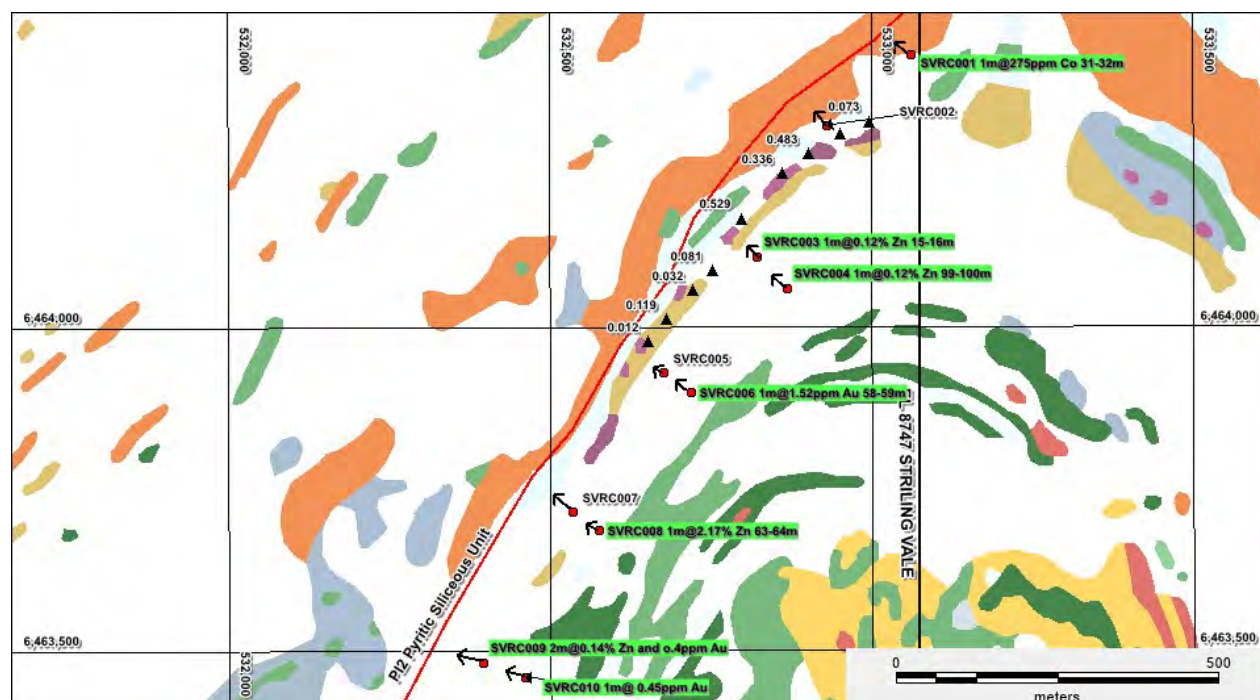 532,000
532,500
533,000
533,500
SVRC001 1m@275ppm Co 31-32m
0.073
SVRC002
0.483
0.336
0.529
SVRC003 1m@0.12% Zn 15-16m
0.081
0.032
SVRC004 1m@0.12% Zn 99-100m
0.119
6,464,000
6,464,000
0.012
SVRC005
SVRC006 1m@1.52ppm Au 58-59m
8747 STRILING VALE
SVRC007
SVRC008 1m@2.17% Zn 63-64m
PI2 Pyritic Siliceous Unit
6,463,500
6,463,500
SVRC009 2m@0.14% Zn and o.4ppm Au
532,000
SVRC010 1m@ 0.45ppm Au
0
500
meters